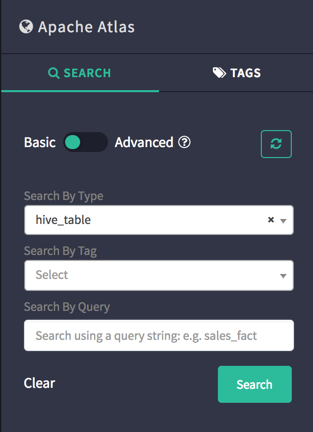 Apache Atlas
SEARCH TAGS
Basic Advanced ?
Search By Type
hive_table ×
Search By Tag
Select
Search By Query
Search using a query string: e.g. sales_fact
Clear Search